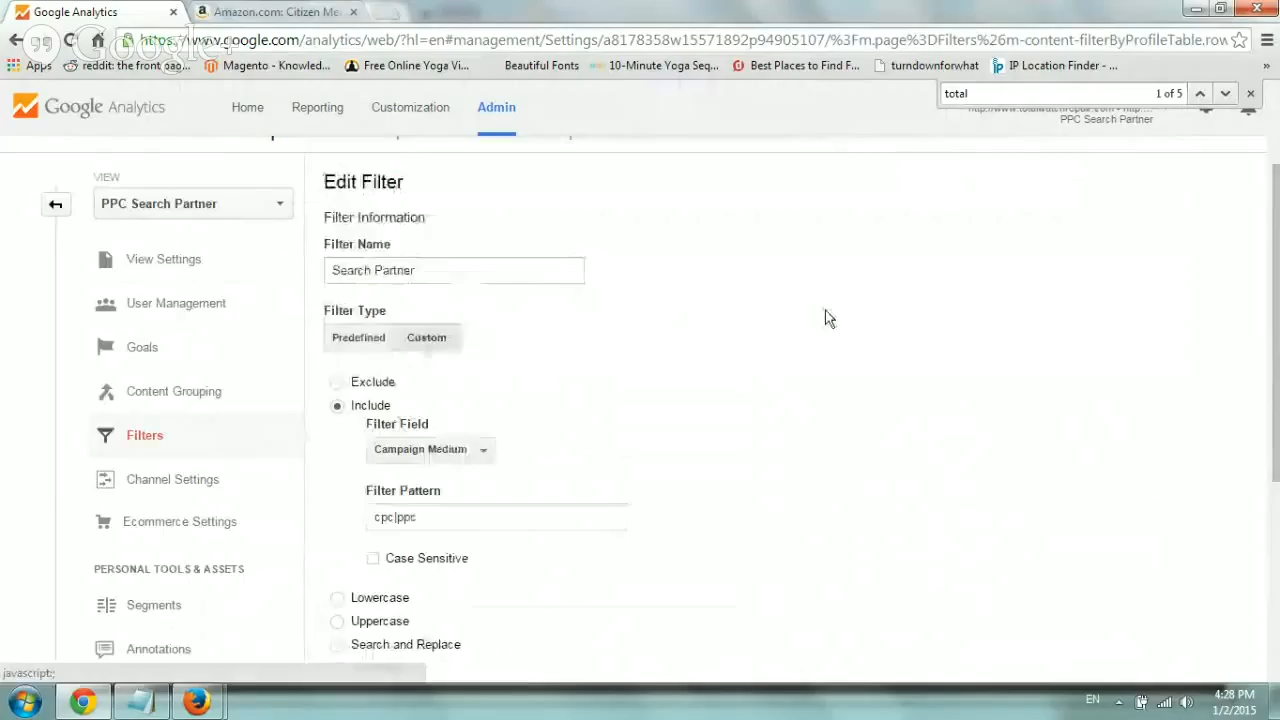 Google Analytics
Amazon.com: Citizen Me
Google+
https://www.google.com/analytics/web/?hl=en#management/Settings/a8178358w15571892p94905107/%3Fm.page%3DFilters%26m-content-filterByProfileTable.row
Apps
reddit: the front pag...
Magento - Knowled...
Free Online Yoga Vi...
Beautiful Fonts
10-Minute Yoga Seq...
Best Places to Find F...
turndownforwhat
IP Location Finder - ...
»
Google Analytics
Home
Reporting
Customization
Admin
total
1 of 5
PPC Search Partner
VIEW
PPC Search Partner
View Settings
User Management
Goals
Content Grouping
Filters
Channel Settings
Ecommerce Settings
PERSONAL TOOLS & ASSETS
Segments
Annotations
Edit Filter
Filter Information
Filter Name
Search Partner
Filter Type
Predefined
Custom
Exclude
Include
Filter Field
Campaign Medium
Filter Pattern
cpc|ppc
Case Sensitive
Lowercase
Uppercase
Search and Replace
javascript:;
EN
4:28 PM
1/2/2015